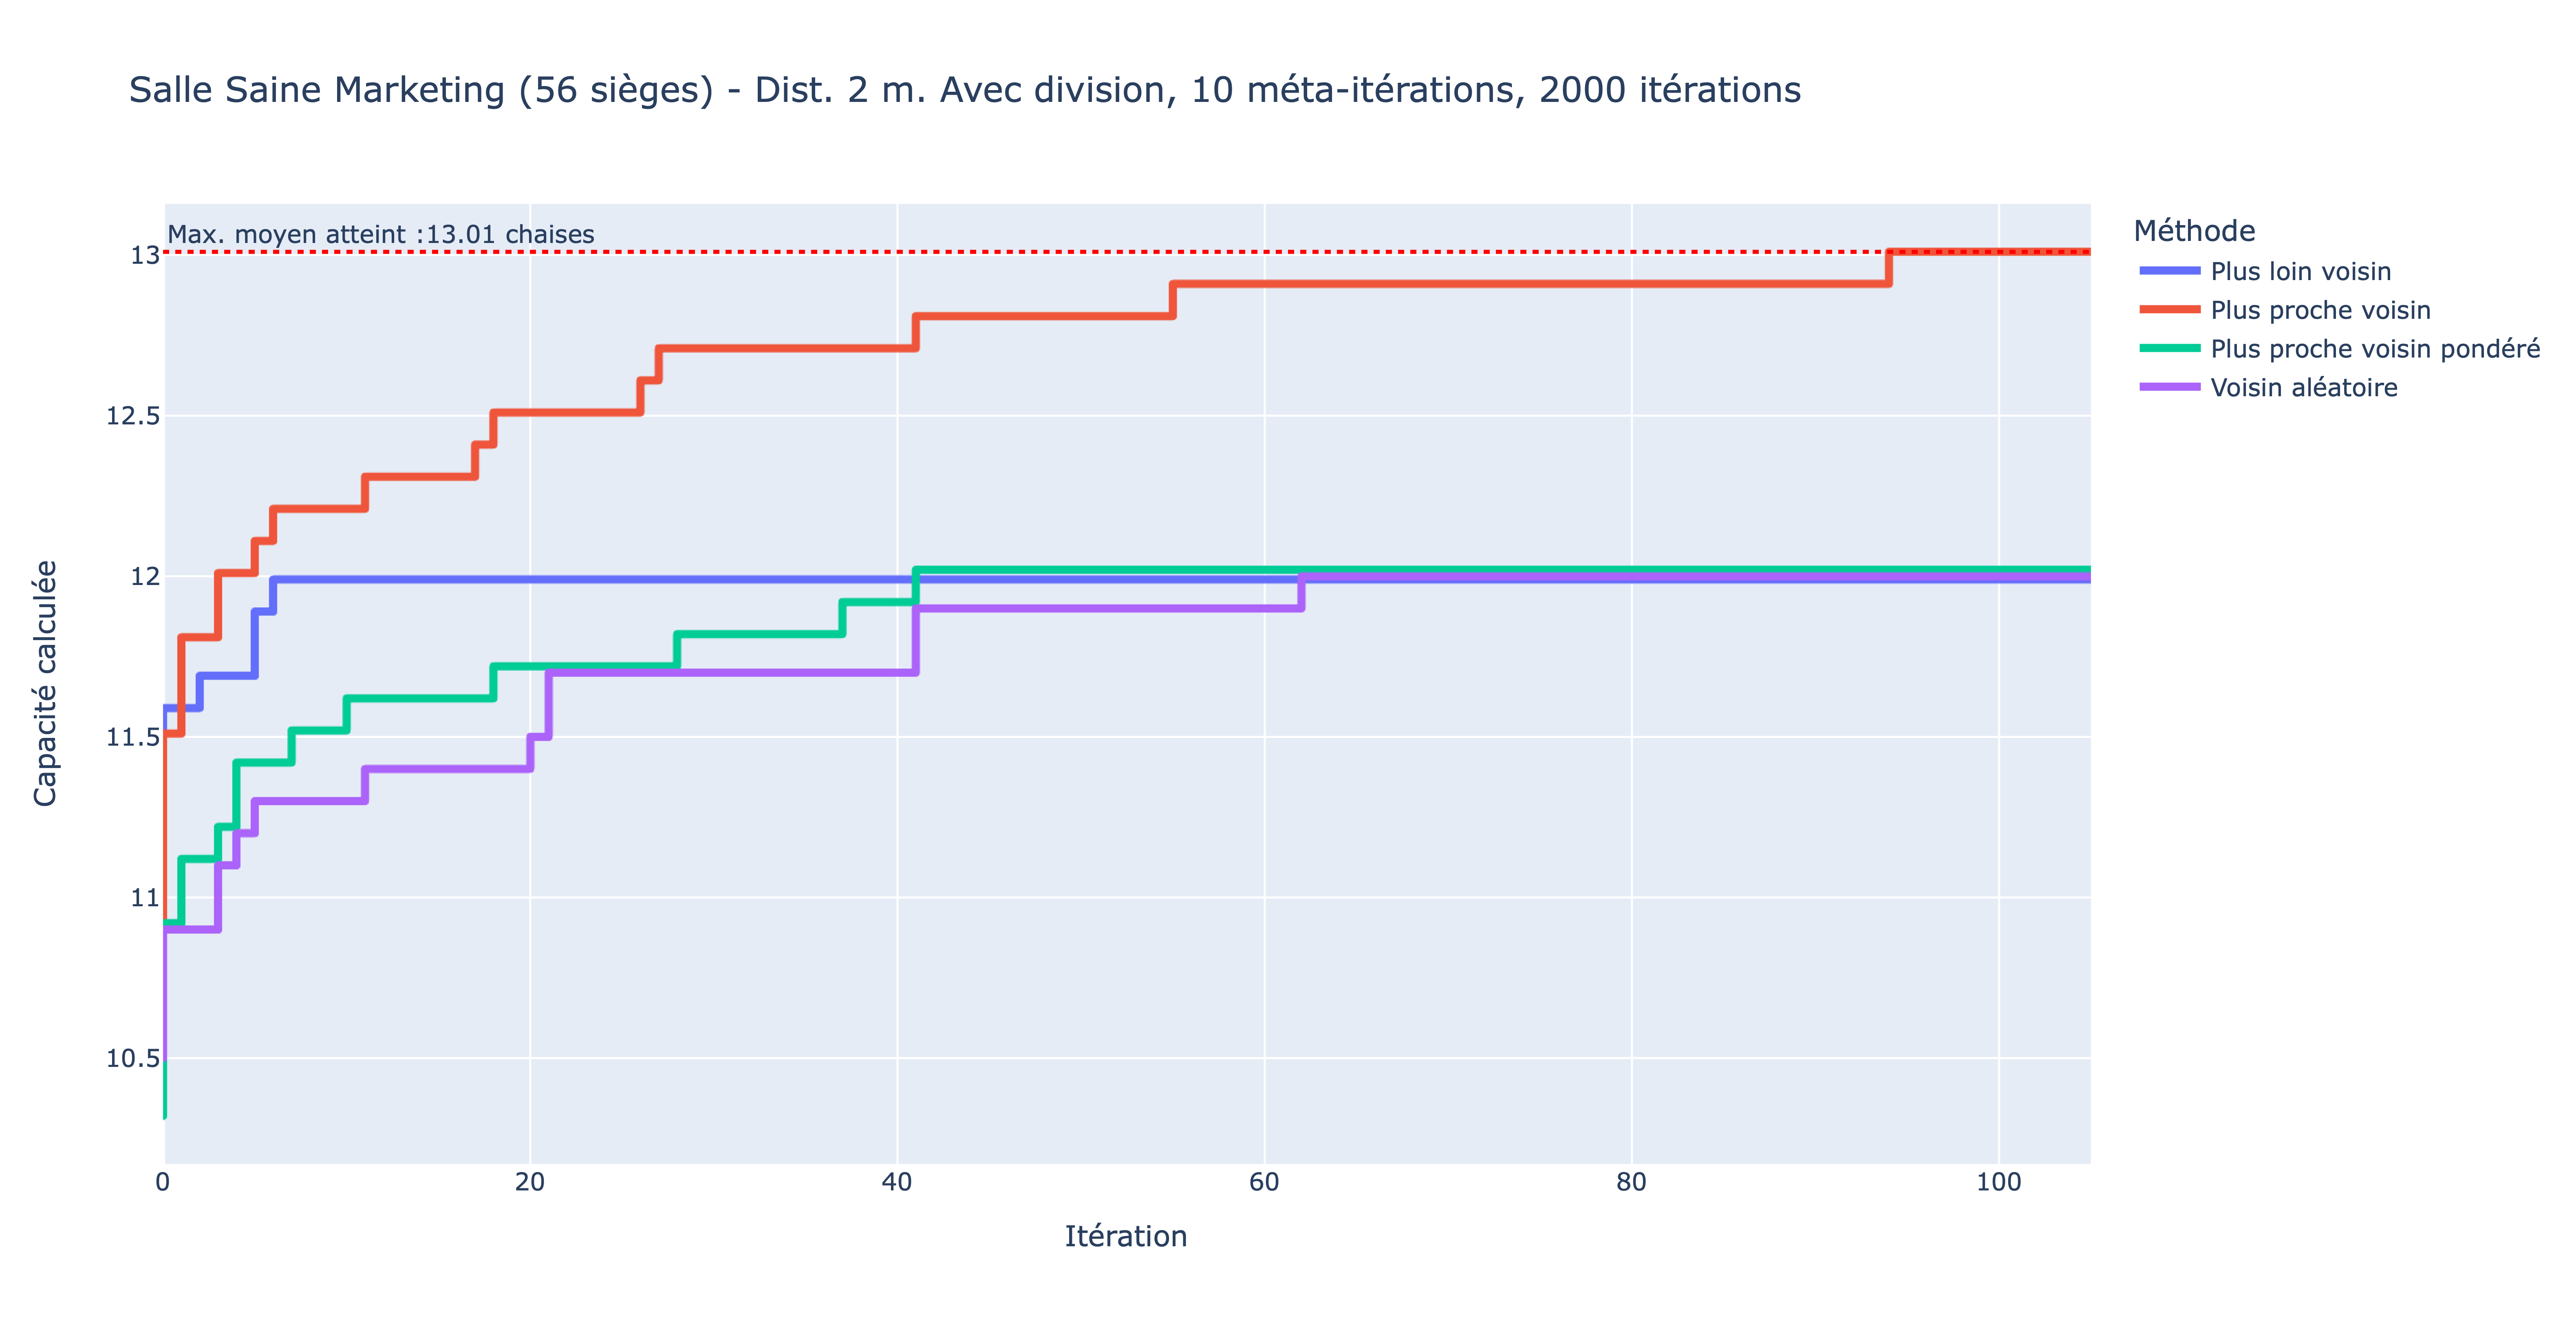 Salle Saine Marketing (56 sièges) - Dist. 2 m. Avec division, 10 méta-itérations, 2000 itérations
Max. moyen atteint :13.01 chaises
13
12.5
12
11.5
11
10.5
Capacité calculée
0 20 40 60 80 100
Itération
Méthode
Plus loin voisin
Plus proche voisin
Plus proche voisin pondéré
Voisin aléatoire